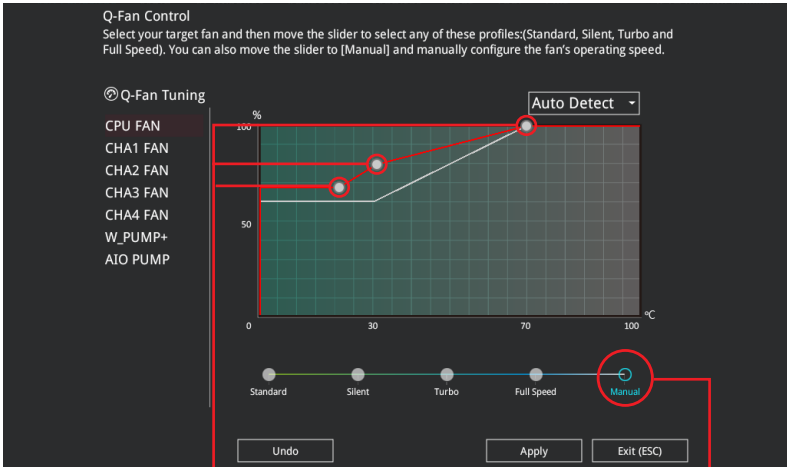 Q-Fan Control
Select your target fan and then move the slider to select any of these profiles:(Standard, Silent, Turbo and
Full Speed). You can also move the slider to [Manual] and manually configure the fan's operating speed.
Q-Fan Tuning
Auto Detect
CPU FAN
CHA1 FAN
CHA2 FAN
CHA3 FAN
CHA4 FAN
W_PUMP+
AIO PUMP
%
100
50
0
30
70
100
ºC
Standard
Silent
Turbo
Full Speed
Manual
Undo
Apply
Exit (ESC)